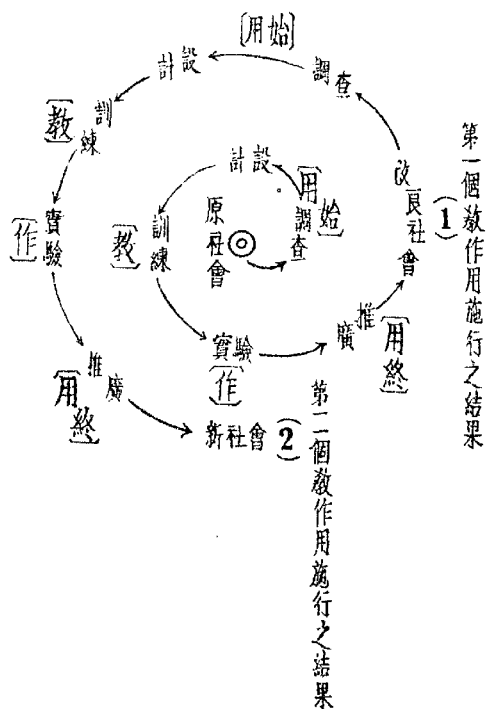 第一個教作用施行之結果
(1)
原社會
調查
[用始]
設計
訓練
[教]
實驗
[作]
推廣
[用終]
改良社會
調查
[用始]
設計
訓練
[教]
實驗
[作]
推廣
[用終]
新社會
(2)
第二個教作用施行之結果